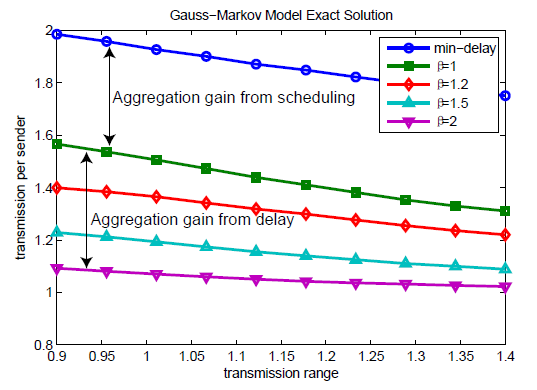 Gauss-Markov Model Exact Solution
transmission per sender
2
1.8
1.6
1.4
1.2
1
0.8
min-delay
β=1
β=1.2
β=1.5
β=2
Aggregation gain from scheduling
Aggregation gain from delay
0.9 0.95 1 1.05 1.1 1.15 1.2 1.25 1.3 1.35 1.4
transmission range